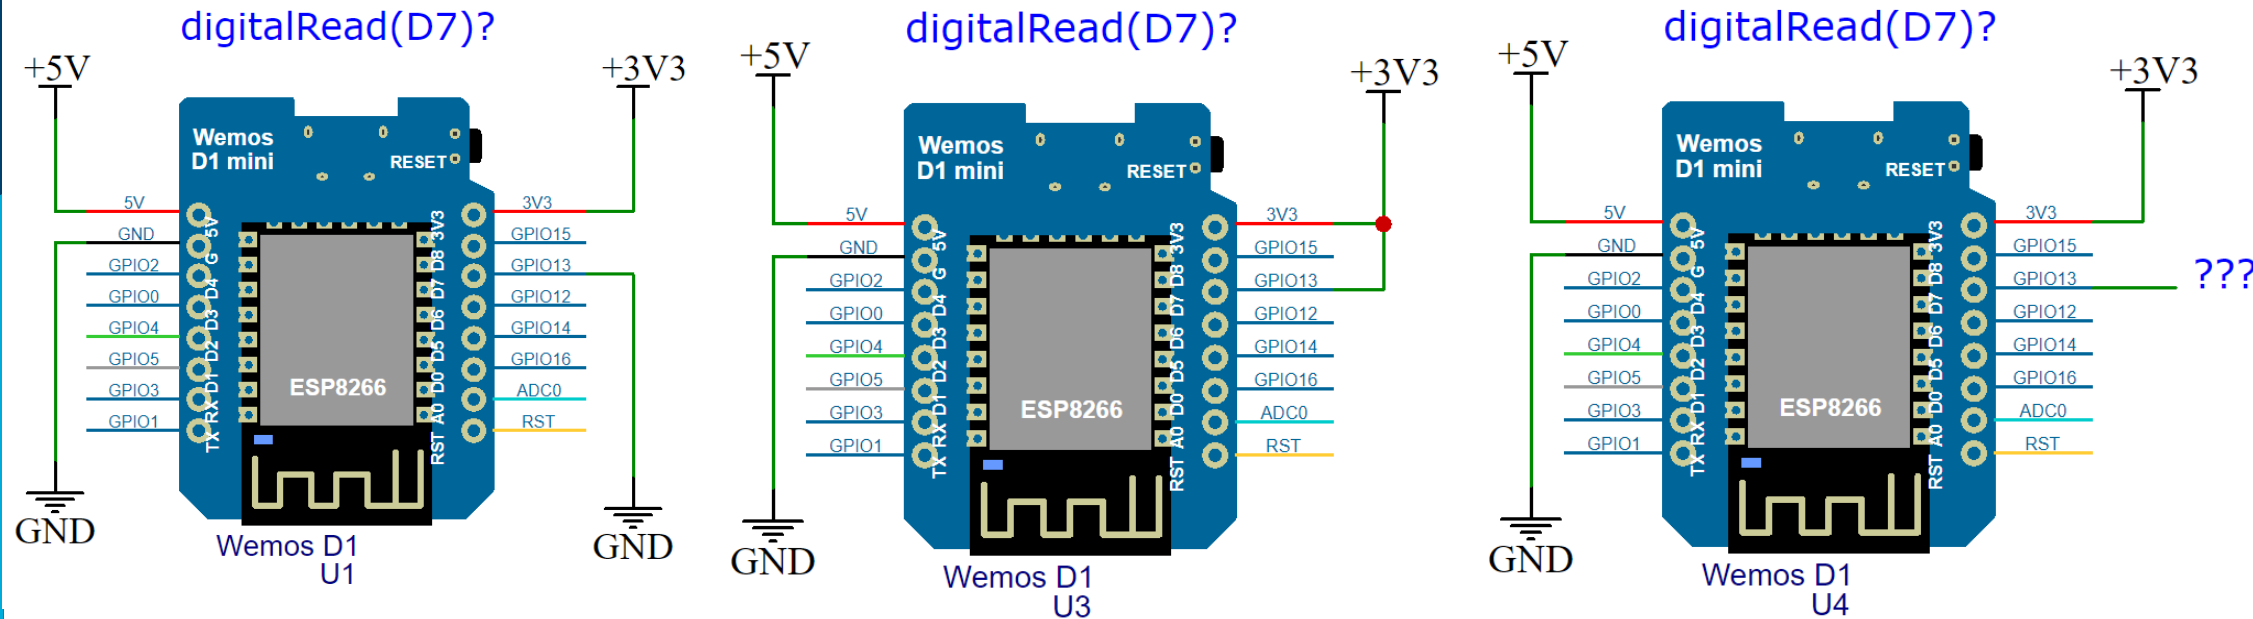 digitalRead(D7)?
+5V
+3V3
Wemos
D1 mini
RESET
5V
GND
GPIO2
GPIO0
GPIO4
GPIO5
GPIO3
GPIO1
5V
G
D4
D3
D2
D1
RX
TX
3V3
D8
D7
D6
D5
D0
A0
RST
3V3
GPIO15
GPIO13
GPIO12
GPIO14
GPIO16
ADC0
RST
ESP8266
GND
GND
Wemos D1
U1
digitalRead(D7)?
+5V
+3V3
Wemos
D1 mini
RESET
5V
GND
GPIO2
GPIO0
GPIO4
GPIO5
GPIO3
GPIO1
5V
G
D4
D3
D2
D1
RX
TX
3V3
D8
D7
D6
D5
D0
A0
RST
3V3
GPIO15
GPIO13
GPIO12
GPIO14
GPIO16
ADC0
RST
ESP8266
GND
Wemos D1
U3
digitalRead(D7)?
+5V
+3V3
Wemos
D1 mini
RESET
5V
GND
GPIO2
GPIO0
GPIO4
GPIO5
GPIO3
GPIO1
5V
G
D4
D3
D2
D1
RX
TX
3V3
D8
D7
D6
D5
D0
A0
RST
3V3
GPIO15
GPIO13
GPIO12
GPIO14
GPIO16
ADC0
RST
???
ESP8266
GND
Wemos D1
U4